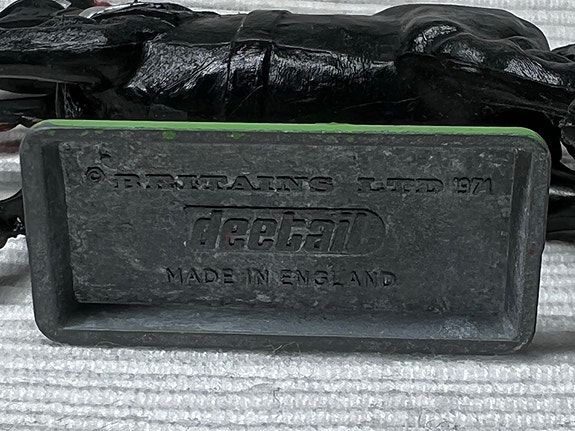 © BRITAINS LTD 1971
deetail
MADE IN ENGLAND